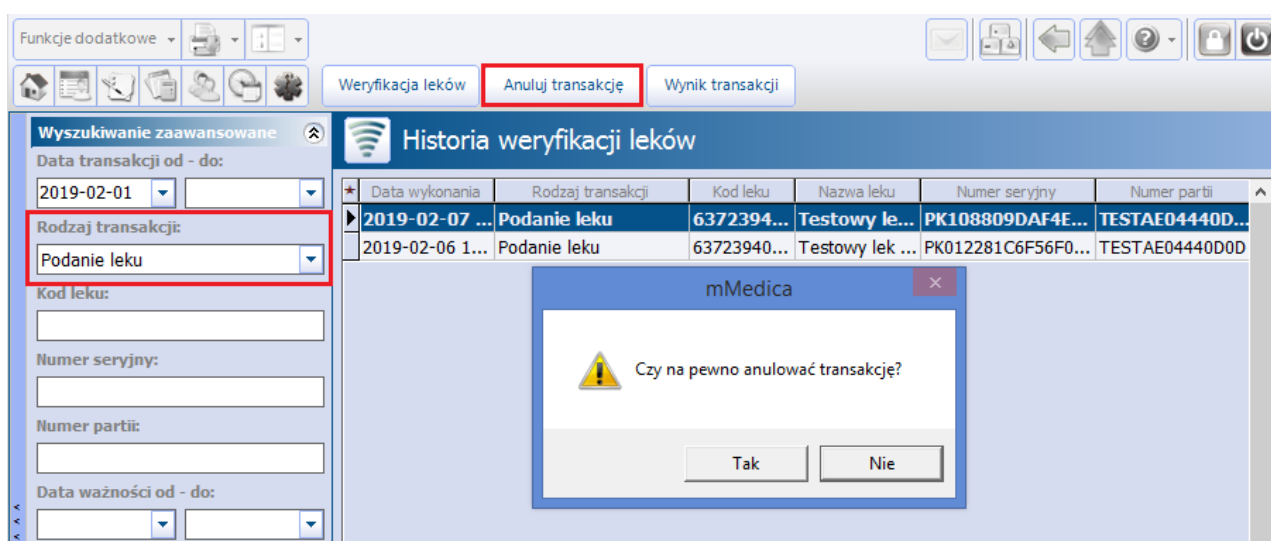 Funkcje dodatkowe
Weryfikacja leków Anuluj transakcję Wynik transakcji
Wyszukiwanie zaawansowane
Data transakcji od - do:
2019-02-01
Rodzaj transakcji:
Podanie leku
Kod leku:
Numer seryjny:
Numer partii:
Data ważności od - do:
Historia weryfikacji leków
Data wykonania Rodzaj transakcji Kod leku Nazwa leku Numer seryjny Numer partii
2019-02-07 ... Podanie leku 6372394... Testowy le... PK108809DAF4E... TESTAE04440D...
2019-02-06 1... Podanie leku 63723940... Testowy lek ... PK012281C6F56F0... TESTAE04440D0D
mMedica
Czy na pewno anulować transakcję?
Tak Nie